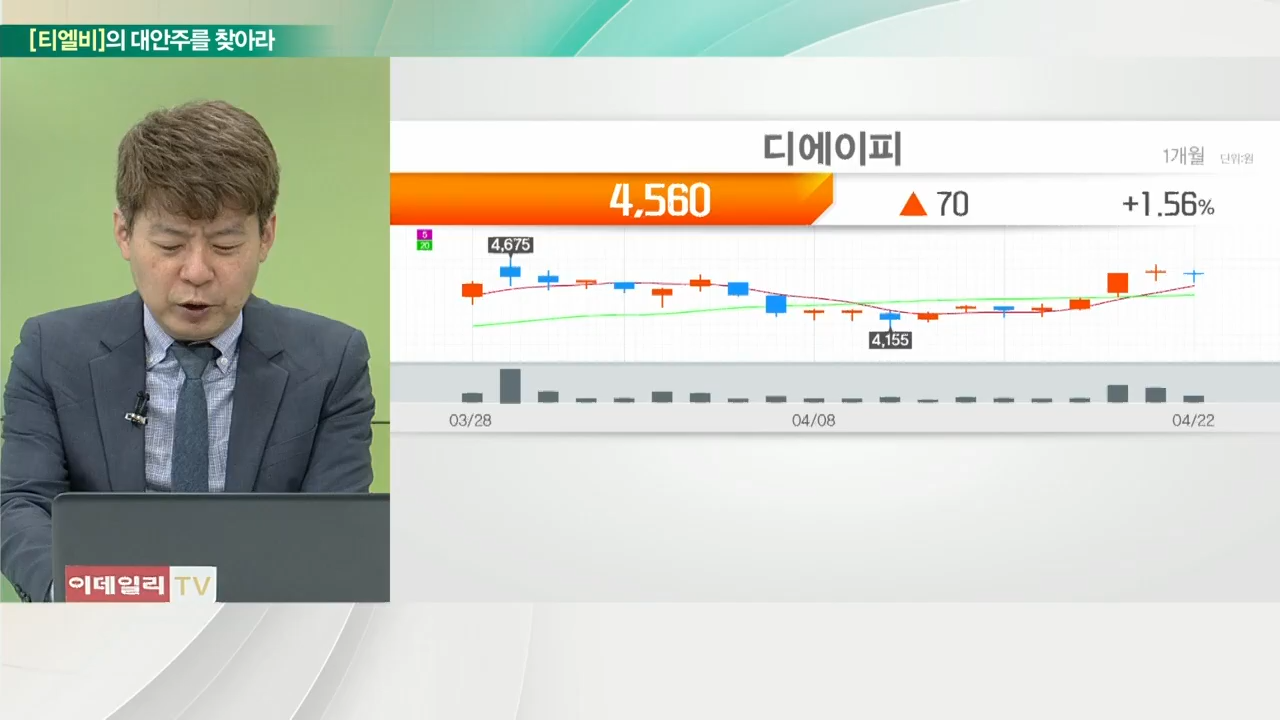 [티엘비]의 대안주를 찾아라
디에이피
1개월 단위:원
4,560 ▲ 70 +1.56%
5
20
4,675
4,155
03/28 04/08 04/22
이데일리 TV